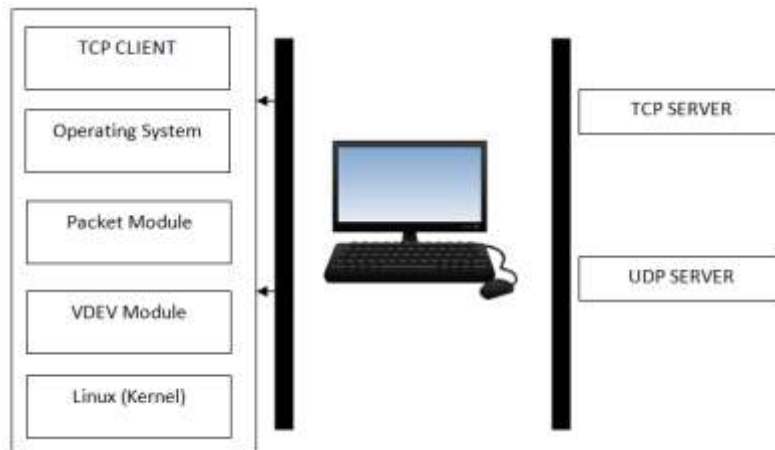 TCP CLIENT
Operating System
Packet Module
VDEV Module
Linux (Kernel)
TCP SERVER
UDP SERVER